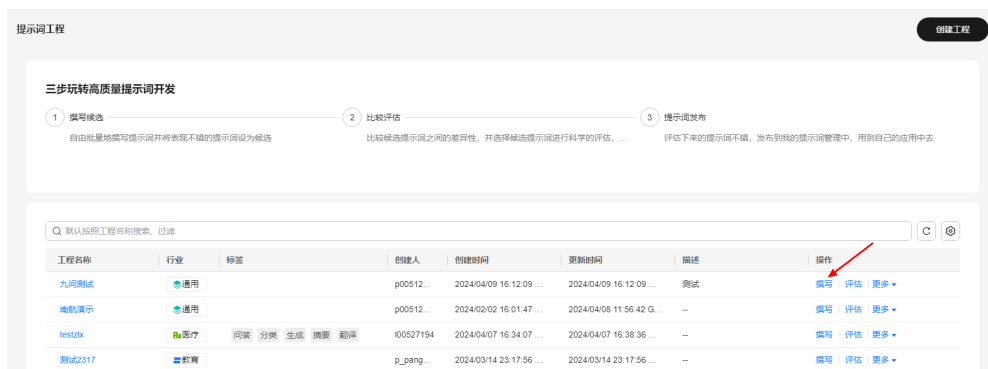 提示词工程
创建工程
三步玩转高质量提示词开发
1 撰写候选 2 比较评估 3 提示词发布
自由批量地撰写提示词并将表现不错的提示词设为候选 比较候选提示词之间的差异性，并选择候选提示词进行科学的评估，... 评估下来的提示词不错，发布到我的提示词管理中，用到自己的应用中去
默认按照工程名称搜索、过滤
工程名称 行业 标签 创建人 创建时间 更新时间 描述 操作
九问测试 通用 p00512... 2024/04/09 16:12:09 ... 2024/04/09 16:12:09 ... 测试 撰写 评估 更多
南航演示 通用 p00512... 2024/02/02 16:01:47 ... 2024/04/08 11:56:42 G... -- 撰写 评估 更多
testzlx 医疗 问答 分类 生成 摘要 翻译 l00527194 2024/04/07 16:34:07 ... 2024/04/07 16:38:36 ... -- 撰写 评估 更多
测试2317 教育 p_pang... 2024/03/14 23:17:56 ... 2024/03/14 23:17:56 ... -- 撰写 评估 更多